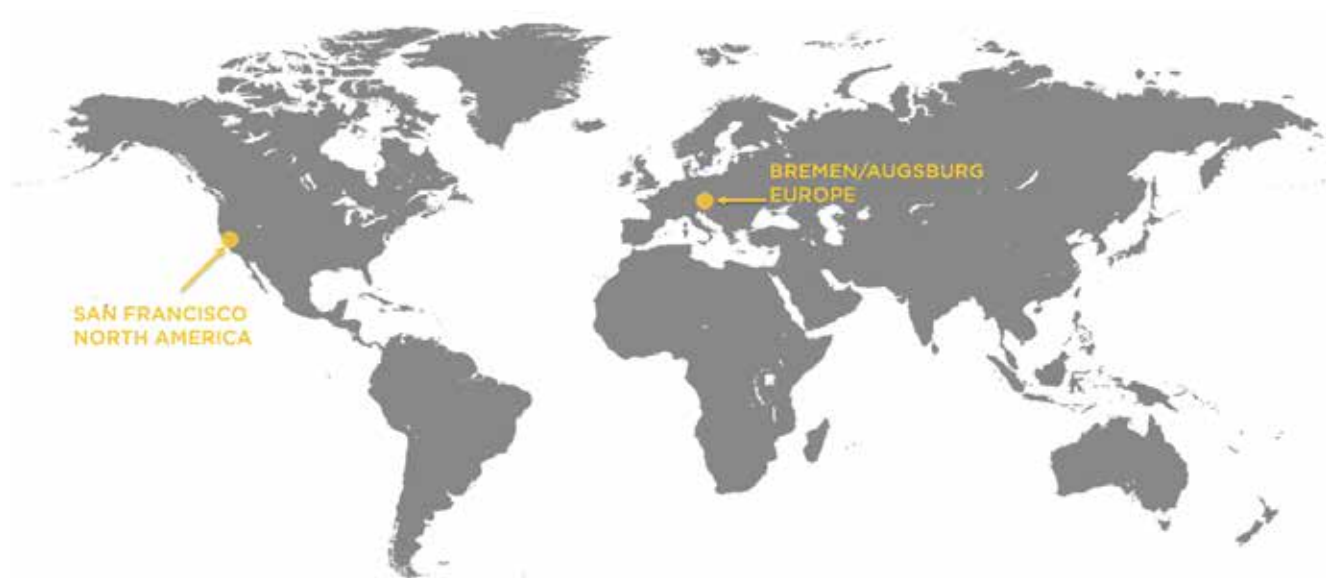 BREMEN/AUGSBURG
EUROPE
SAN FRANCISCO
NORTH AMERICA